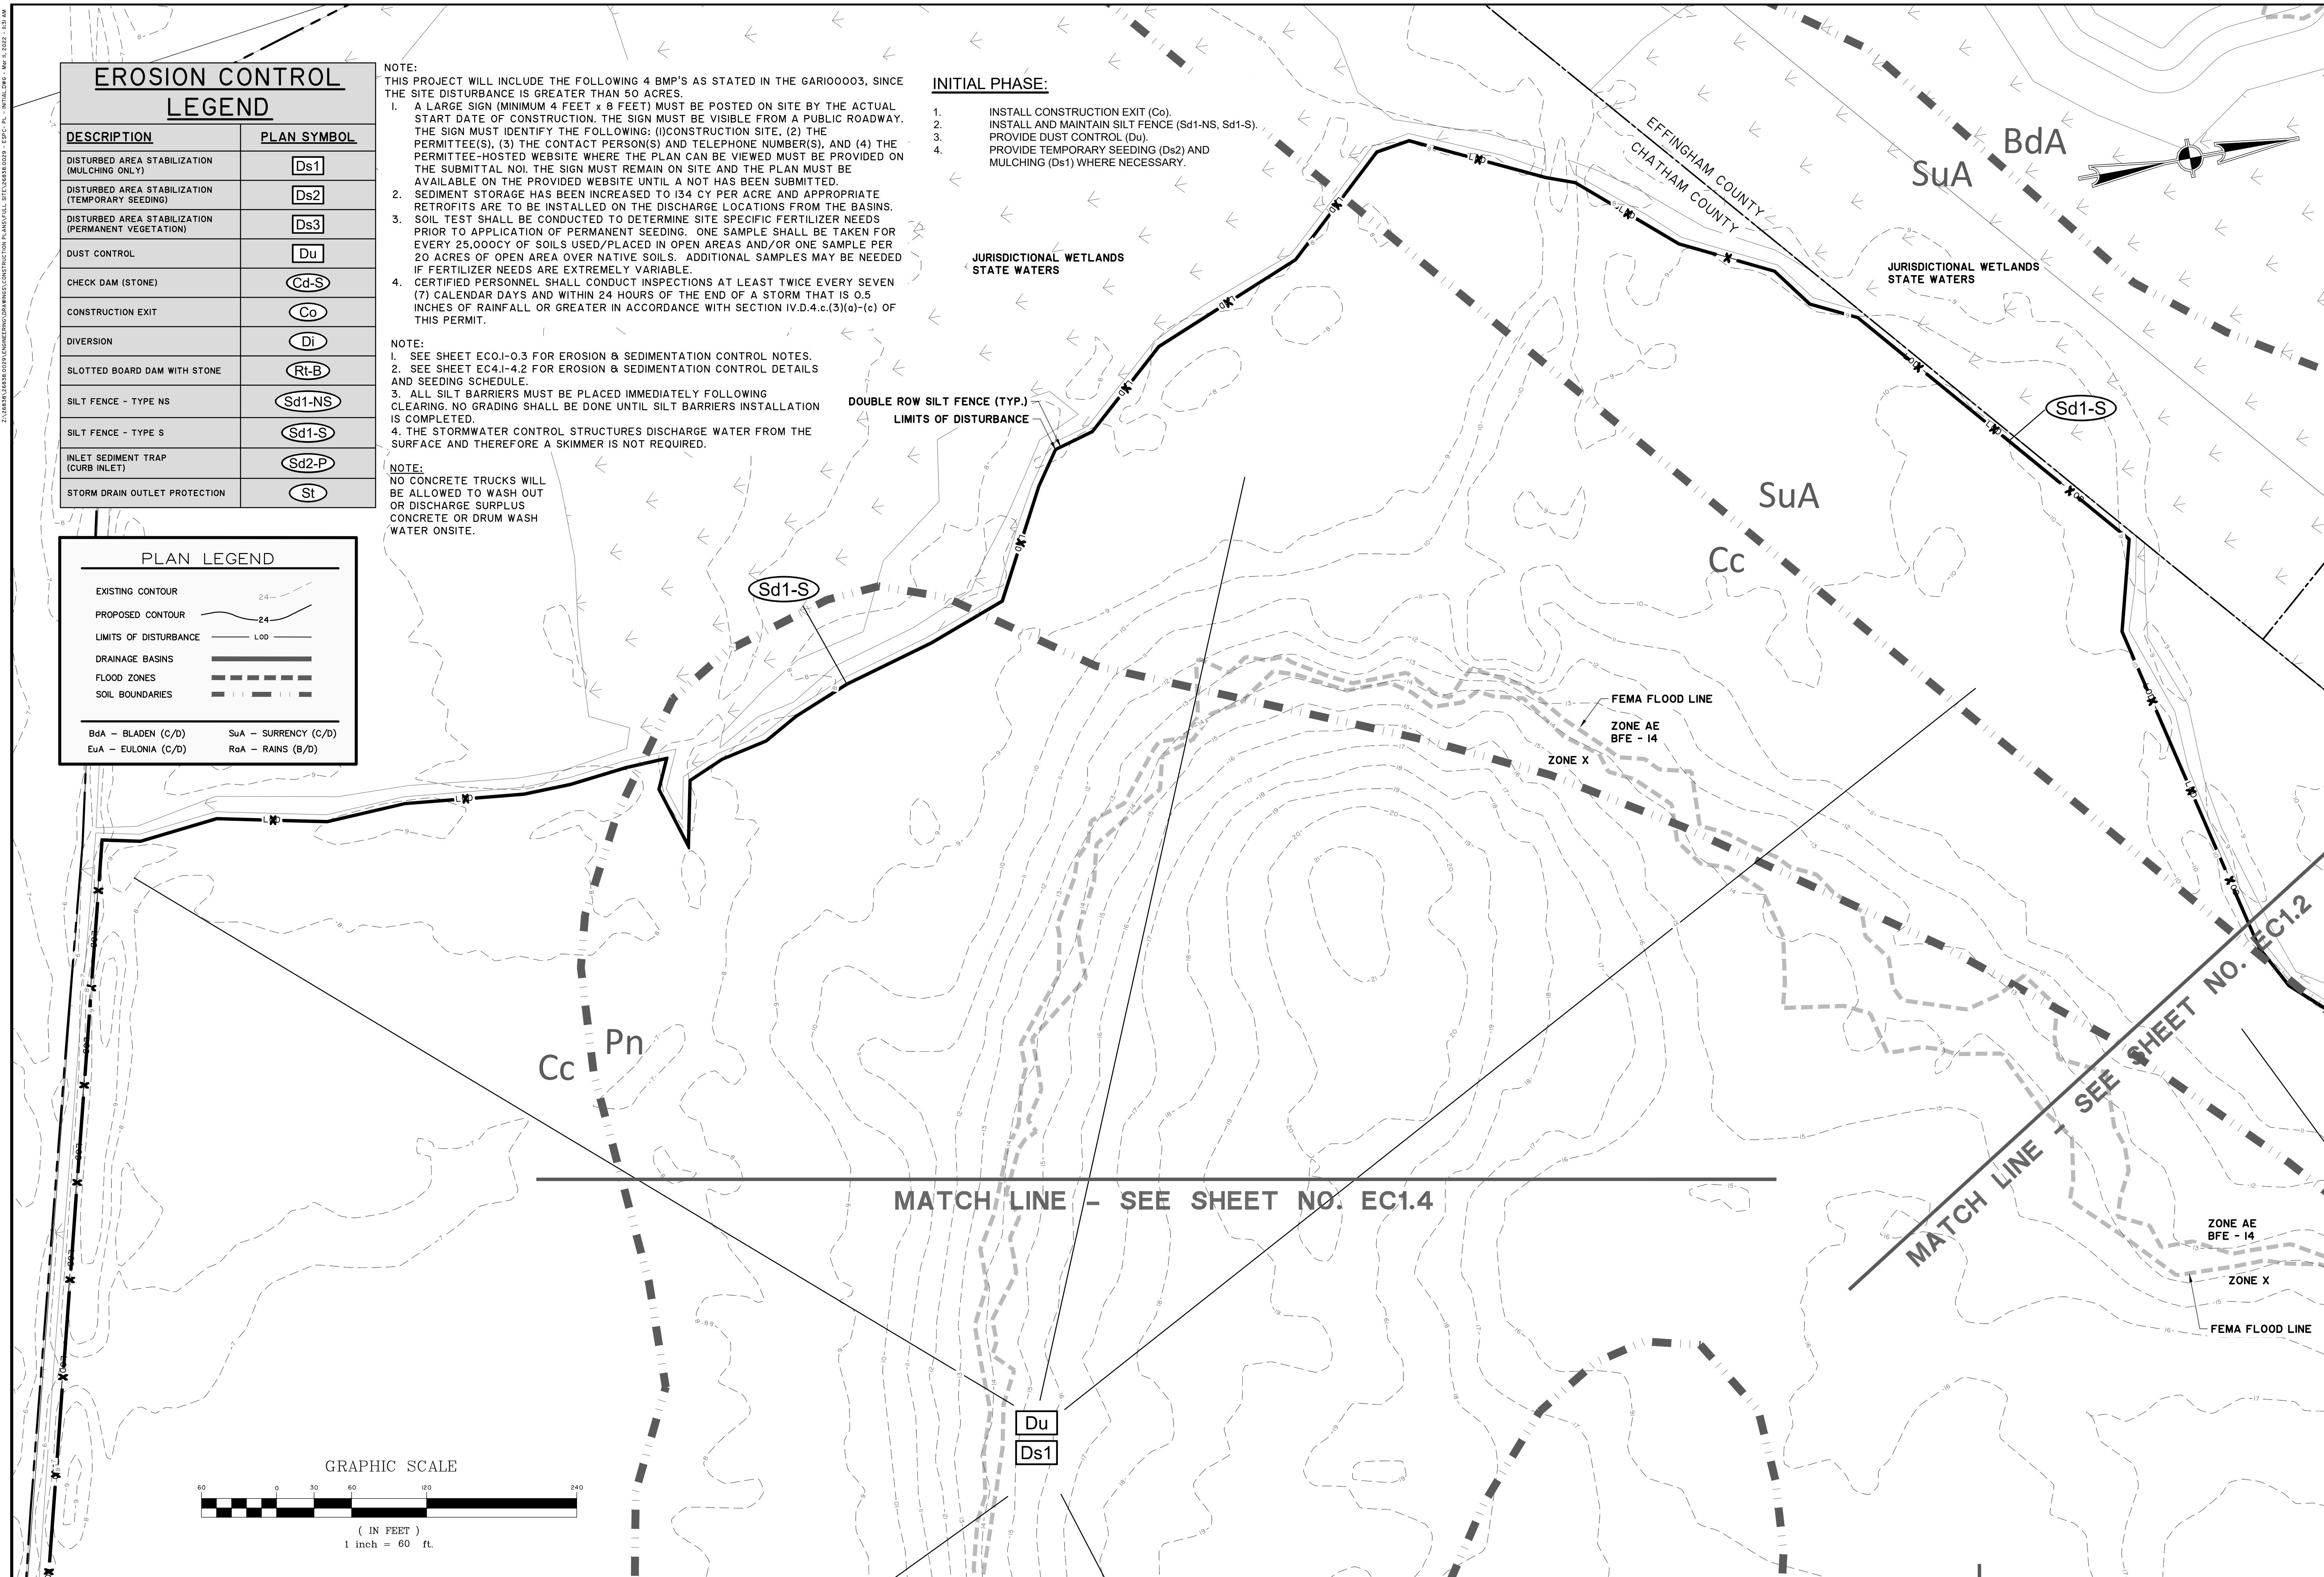 Z:\26838\26838.0029\ENGINEERING\DRAWINGS\CONSTRUCTION PLANS\FULL SITE\26838.0029 - ESPC- PL - INITIAL.DWG - Mar 11, 2022 - 11:31 AM
EROSION CONTROL
LEGEND
DESCRIPTION PLAN SYMBOL
DISTURBED AREA STABILIZATION
(MULCHING ONLY)
Ds1
DISTURBED AREA STABILIZATION
(TEMPORARY SEEDING)
Ds2
DISTURBED AREA STABILIZATION
(PERMANENT VEGETATION)
Ds3
DUST CONTROL Du
CHECK DAM (STONE) Cd-S
CONSTRUCTION EXIT Co
DIVERSION Di
SLOTTED BOARD DAM WITH STONE Rt-B
SILT FENCE - TYPE NS Sd1-NS
SILT FENCE - TYPE S Sd1-S
INLET SEDIMENT TRAP
(CURB INLET)
Sd2-P
STORM DRAIN OUTLET PROTECTION St
PLAN LEGEND
EXISTING CONTOUR 24
PROPOSED CONTOUR 24
LIMITS OF DISTURBANCE LOD
DRAINAGE BASINS
FLOOD ZONES
SOIL BOUNDARIES
BdA - BLADEN (C/D) SuA - SURRENCY (C/D)
EuA - EULONIA (C/D) RaA - RAINS (B/D)
NOTE:
THIS PROJECT WILL INCLUDE THE FOLLOWING 4 BMP'S AS STATED IN THE GAR100003, SINCE
THE SITE DISTURBANCE IS GREATER THAN 50 ACRES.
1. A LARGE SIGN (MINIMUM 4 FEET x 8 FEET) MUST BE POSTED ON SITE BY THE ACTUAL
START DATE OF CONSTRUCTION. THE SIGN MUST BE VISIBLE FROM A PUBLIC ROADWAY.
THE SIGN MUST IDENTIFY THE FOLLOWING: (1)CONSTRUCTION SITE, (2) THE
PERMITTEE(S), (3) THE CONTACT PERSON(S) AND TELEPHONE NUMBER(S), AND (4) THE
PERMITTEE-HOSTED WEBSITE WHERE THE PLAN CAN BE VIEWED MUST BE PROVIDED ON
THE SUBMITTAL NOI. THE SIGN MUST REMAIN ON SITE AND THE PLAN MUST BE
AVAILABLE ON THE PROVIDED WEBSITE UNTIL A NOT HAS BEEN SUBMITTED.
2. SEDIMENT STORAGE HAS BEEN INCREASED TO 134 CY PER ACRE AND APPROPRIATE
RETROFITS ARE TO BE INSTALLED ON THE DISCHARGE LOCATIONS FROM THE BASINS.
3. SOIL TEST SHALL BE CONDUCTED TO DETERMINE SITE SPECIFIC FERTILIZER NEEDS
PRIOR TO APPLICATION OF PERMANENT SEEDING. ONE SAMPLE SHALL BE TAKEN FOR
EVERY 25,000CY OF SOILS USED/PLACED IN OPEN AREAS AND/OR ONE SAMPLE PER
20 ACRES OF OPEN AREA OVER NATIVE SOILS. ADDITIONAL SAMPLES MAY BE NEEDED
IF FERTILIZER NEEDS ARE EXTREMELY VARIABLE.
4. CERTIFIED PERSONNEL SHALL CONDUCT INSPECTIONS AT LEAST TWICE EVERY SEVEN
(7) CALENDAR DAYS AND WITHIN 24 HOURS OF THE END OF A STORM THAT IS 0.5
INCHES OF RAINFALL OR GREATER IN ACCORDANCE WITH SECTION IV.D.4.c.(3)(a)-(c) OF
THIS PERMIT.
NOTE:
1. SEE SHEET EC0.1-0.3 FOR EROSION & SEDIMENTATION CONTROL NOTES.
2. SEE SHEET EC4.1-4.2 FOR EROSION & SEDIMENTATION CONTROL DETAILS
AND SEEDING SCHEDULE.
3. ALL SILT BARRIERS MUST BE PLACED IMMEDIATELY FOLLOWING
CLEARING. NO GRADING SHALL BE DONE UNTIL SILT BARRIERS INSTALLATION
IS COMPLETED.
4. THE STORMWATER CONTROL STRUCTURES DISCHARGE WATER FROM THE
SURFACE AND THEREFORE A SKIMMER IS NOT REQUIRED.
NOTE:
NO CONCRETE TRUCKS WILL
BE ALLOWED TO WASH OUT
OR DISCHARGE SURPLUS
CONCRETE OR DRUM WASH
WATER ONSITE.
INITIAL PHASE:
1. INSTALL CONSTRUCTION EXIT (Co).
2. INSTALL AND MAINTAIN SILT FENCE (Sd1-NS, Sd1-S).
3. PROVIDE DUST CONTROL (Du).
4. PROVIDE TEMPORARY SEEDING (Ds2) AND
MULCHING (Ds1) WHERE NECESSARY.
EFFINGHAM COUNTY
CHATHAM COUNTY
BdA
SuA
JURISDICTIONAL WETLANDS
STATE WATERS
JURISDICTIONAL WETLANDS
STATE WATERS
DOUBLE ROW SILT FENCE (TYP.)
LIMITS OF DISTURBANCE
Sd1-S
SuA
Cc
Sd1-S
FEMA FLOOD LINE
ZONE AE
BFE - 14
ZONE X
Pn
Cc
MATCH LINE - SEE SHEET NO. EC1.2
MATCH LINE - SEE SHEET NO. EC1.4
ZONE AE
BFE - 14
ZONE X
FEMA FLOOD LINE
Du
Ds1
GRAPHIC SCALE
60 0 30 60 120 240
( IN FEET )
1 inch = 60 ft.